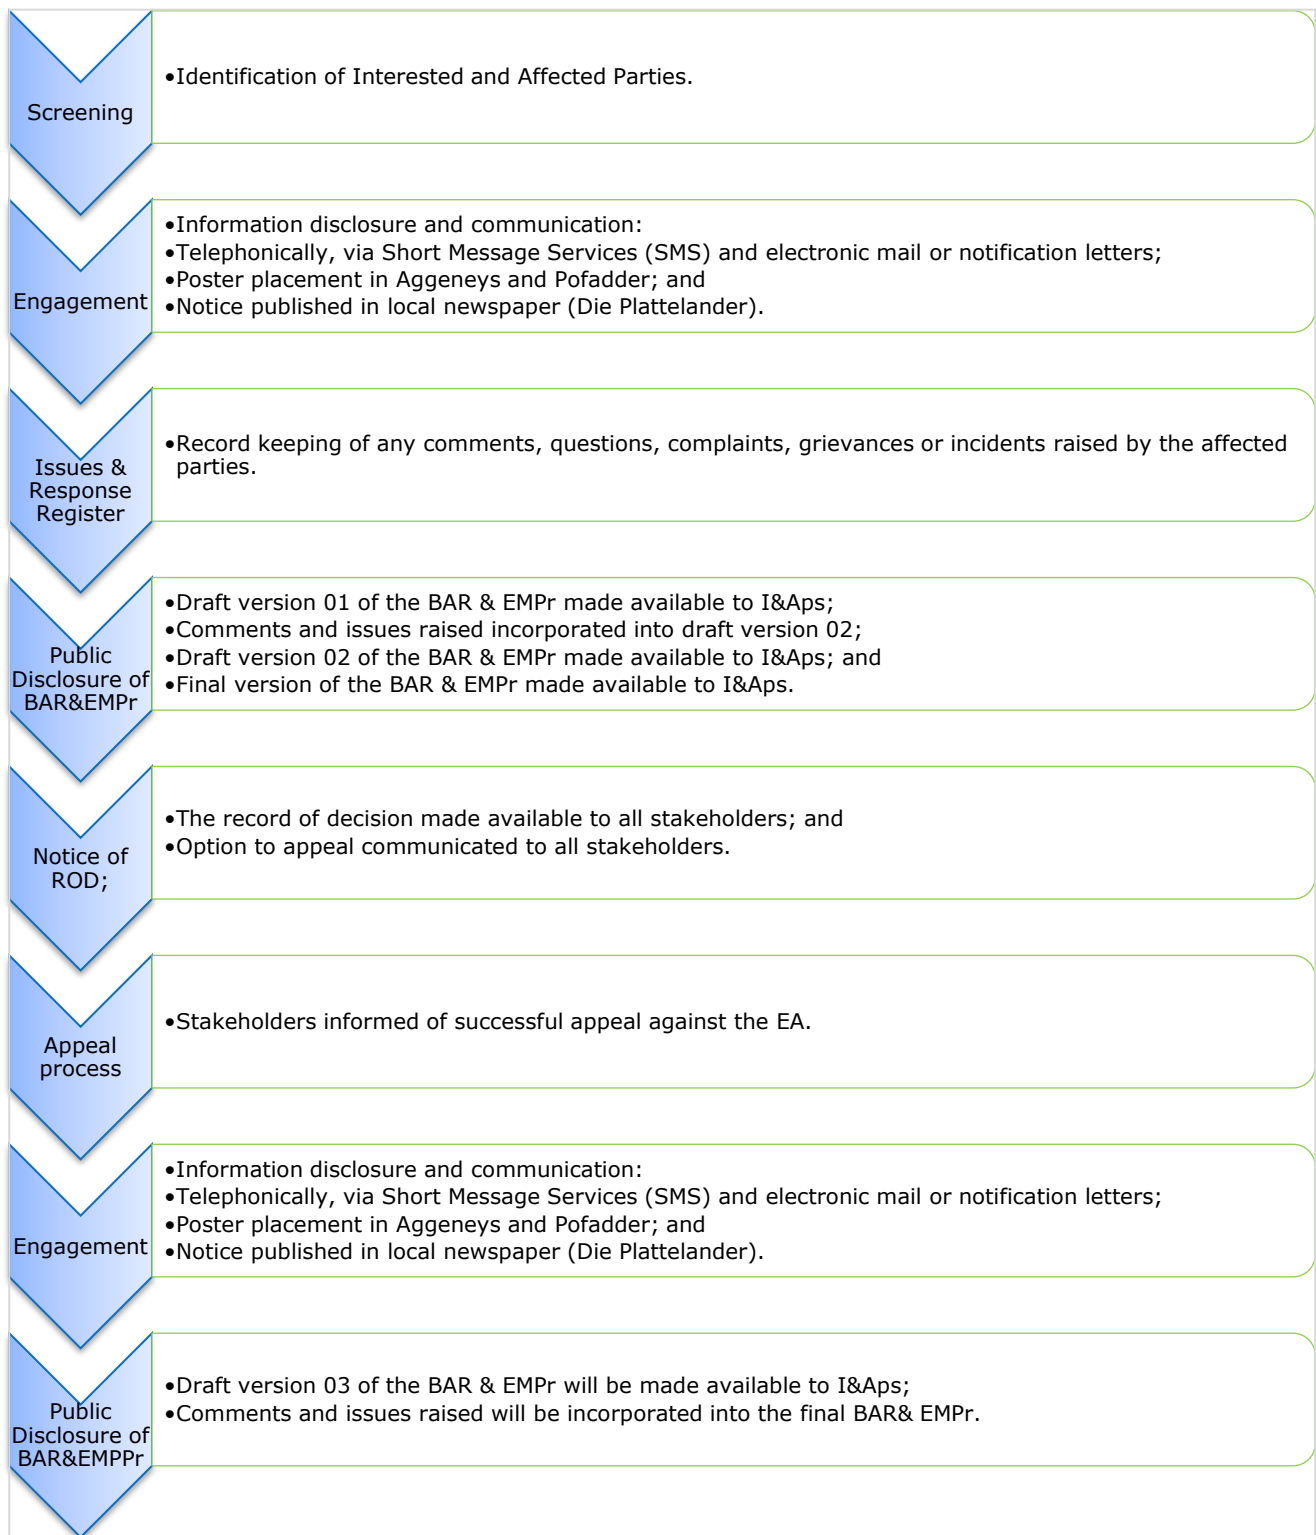 Screening
•Identification of Interested and Affected Parties.
Engagement
•Information disclosure and communication:
•Telephonically, via Short Message Services (SMS) and electronic mail or notification letters;
•Poster placement in Aggeneys and Pofadder; and
•Notice published in local newspaper (Die Plattelander).
Issues &
Response
Register
•Record keeping of any comments, questions, complaints, grievances or incidents raised by the affected
parties.
Public
Disclosure of
BAR&EMPr
•Draft version 01 of the BAR & EMPr made available to I&Aps;
•Comments and issues raised incorporated into draft version 02;
•Draft version 02 of the BAR & EMPr made available to I&Aps; and
•Final version of the BAR & EMPr made available to I&Aps.
Notice of
ROD;
•The record of decision made available to all stakeholders; and
•Option to appeal communicated to all stakeholders.
Appeal
process
•Stakeholders informed of successful appeal against the EA.
Engagement
•Information disclosure and communication:
•Telephonically, via Short Message Services (SMS) and electronic mail or notification letters;
•Poster placement in Aggeneys and Pofadder; and
•Notice published in local newspaper (Die Plattelander).
Public
Disclosure of
BAR&EMPPr
•Draft version 03 of the BAR & EMPr will be made available to I&Aps;
•Comments and issues raised will be incorporated into the final BAR& EMPr.